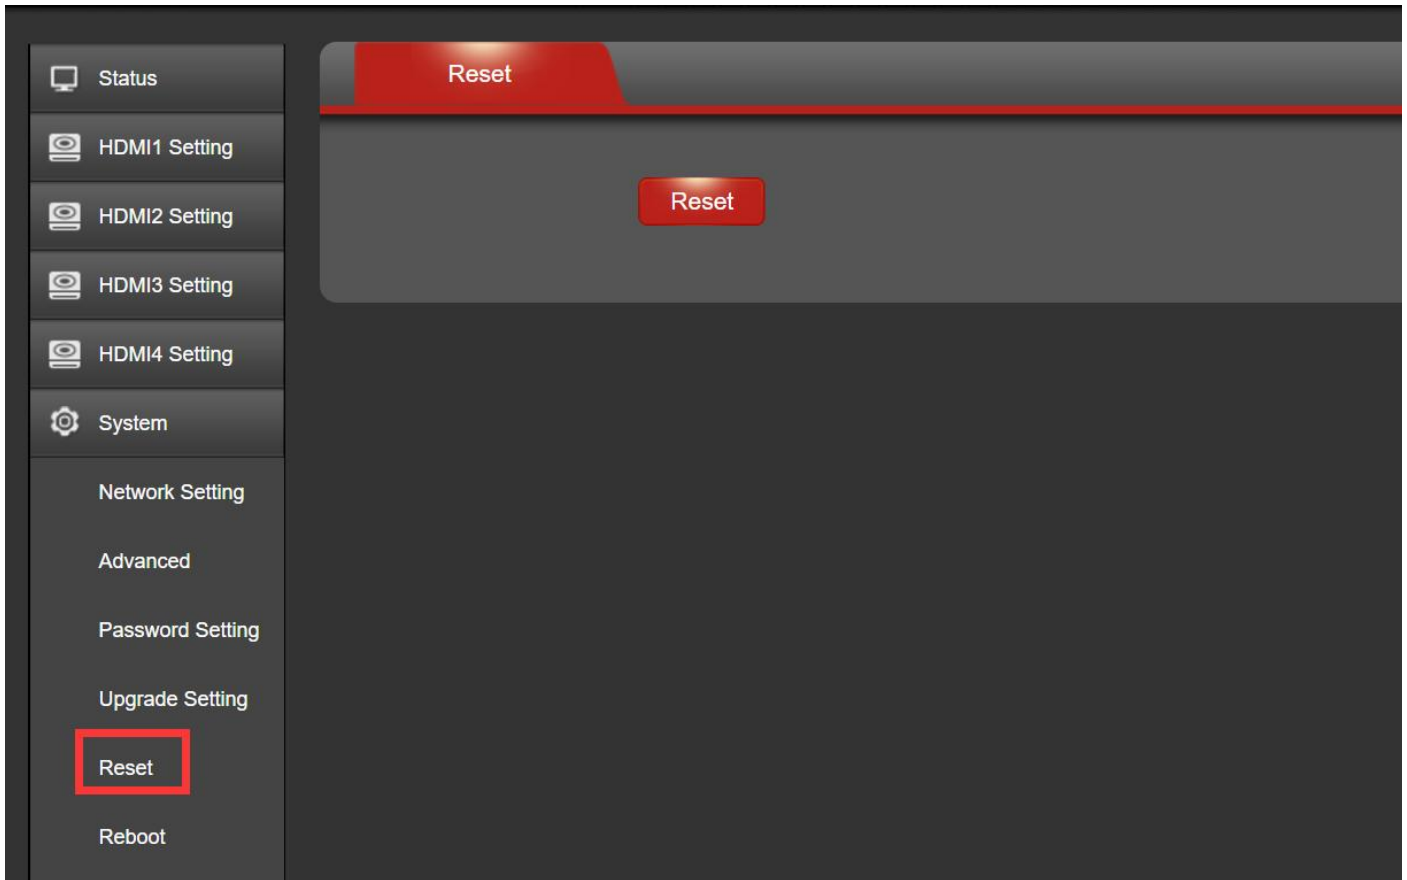 Status
HDMI1 Setting
HDMI2 Setting
HDMI3 Setting
HDMI4 Setting
System
Network Setting
Advanced
Password Setting
Upgrade Setting
Reset
Reboot
Reset
Reset